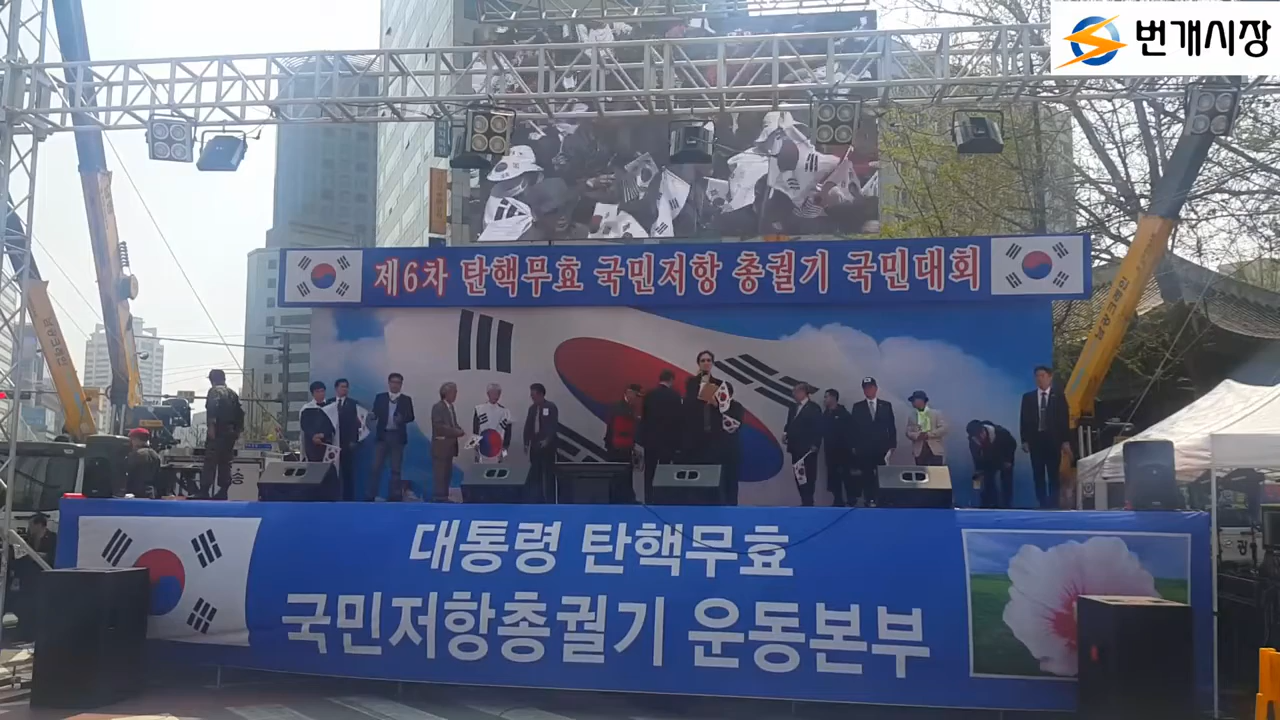 번개시장
제6차 탄핵무효 국민저항 총궐기 국민대회
대통령 탄핵무효
국민저항총궐기 운동본부